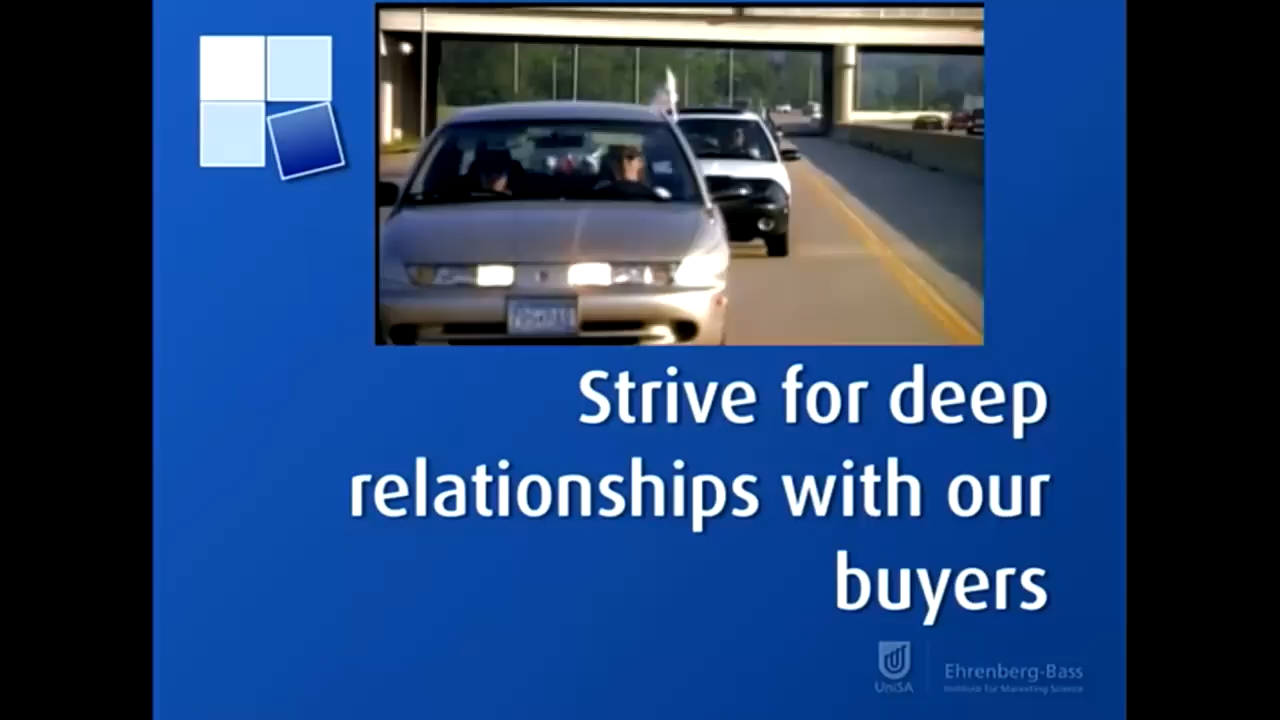 Strive for deep
relationships with our
buyers
UniSA
Ehrenberg-Bass
Institute for Marketing Science